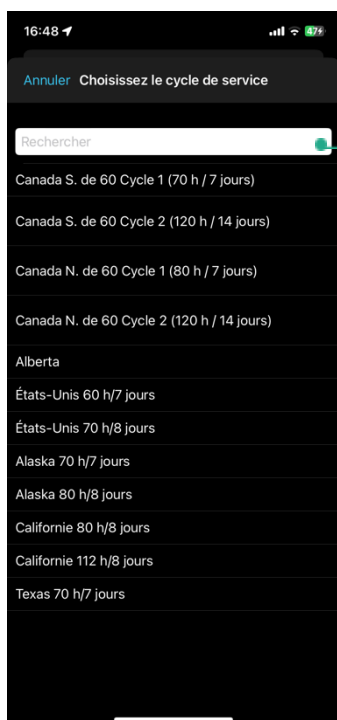 16:48
47
Annuler Choisissez le cycle de service
Rechercher
Canada S. de 60 Cycle 1 (70 h / 7 jours)
Canada S. de 60 Cycle 2 (120 h / 14 jours)
Canada N. de 60 Cycle 1 (80 h / 7 jours)
Canada N. de 60 Cycle 2 (120 h / 14 jours)
Alberta
États-Unis 60 h/7 jours
États-Unis 70 h/8 jours
Alaska 70 h/7 jours
Alaska 80 h/8 jours
Californie 80 h/8 jours
Californie 112 h/8 jours
Texas 70 h/7 jours